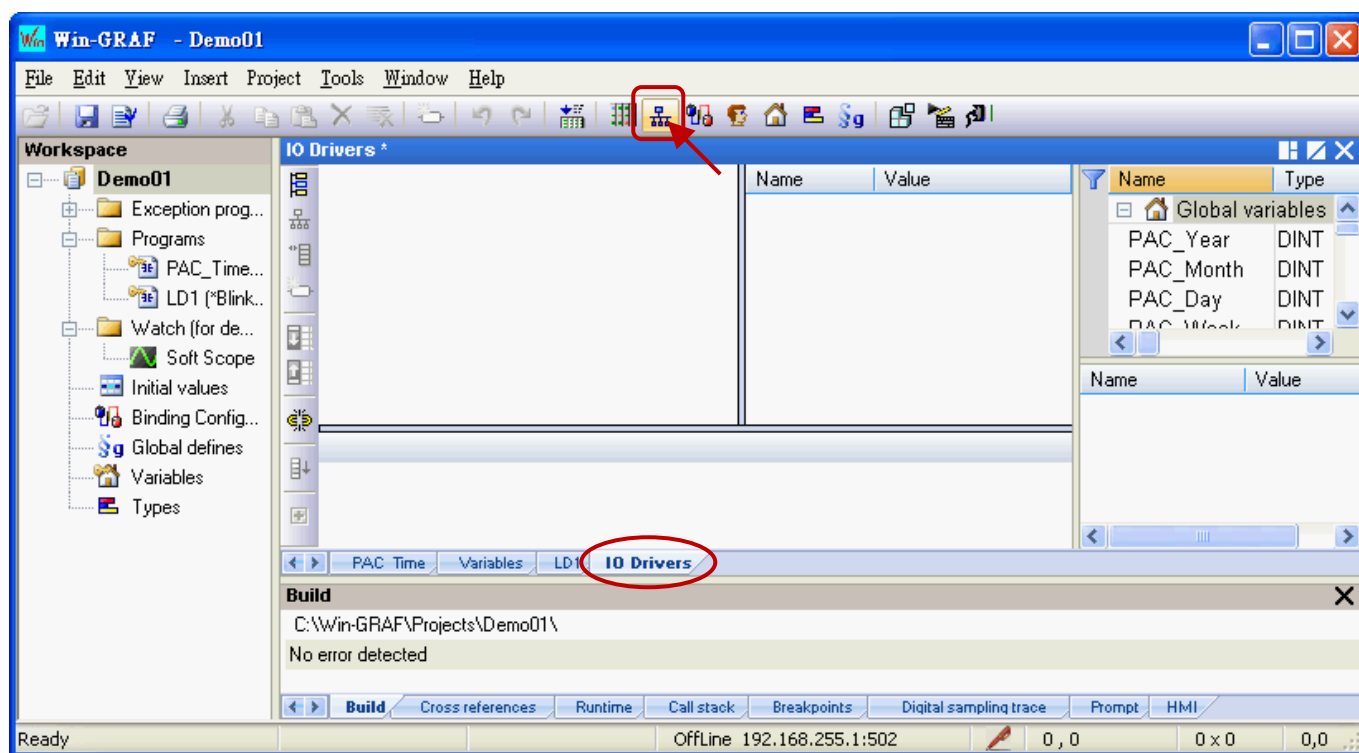 Win-GRAF - Demo01
File Edit View Insert Project Tools Window Help
Workspace
Demo01
Exception prog...
Programs
PAC_Time...
LD1 (*Blink..
Watch (for de...
Soft Scope
Initial values
Binding Config...
Global defines
Variables
Types
IO Drivers *
Name Value
Name Type
Global variables
PAC_Year DINT
PAC_Month DINT
PAC_Day DINT
PAC_Week DINT
Name Value
PAC_Time Variables LD1 IO Drivers
Build
C:\Win-GRAF\Projects\Demo01\
No error detected
Build Cross references Runtime Call stack Breakpoints Digital sampling trace Prompt HMI
Ready OffLine 192.168.255.1:502 0 , 0 0 x 0 0,0